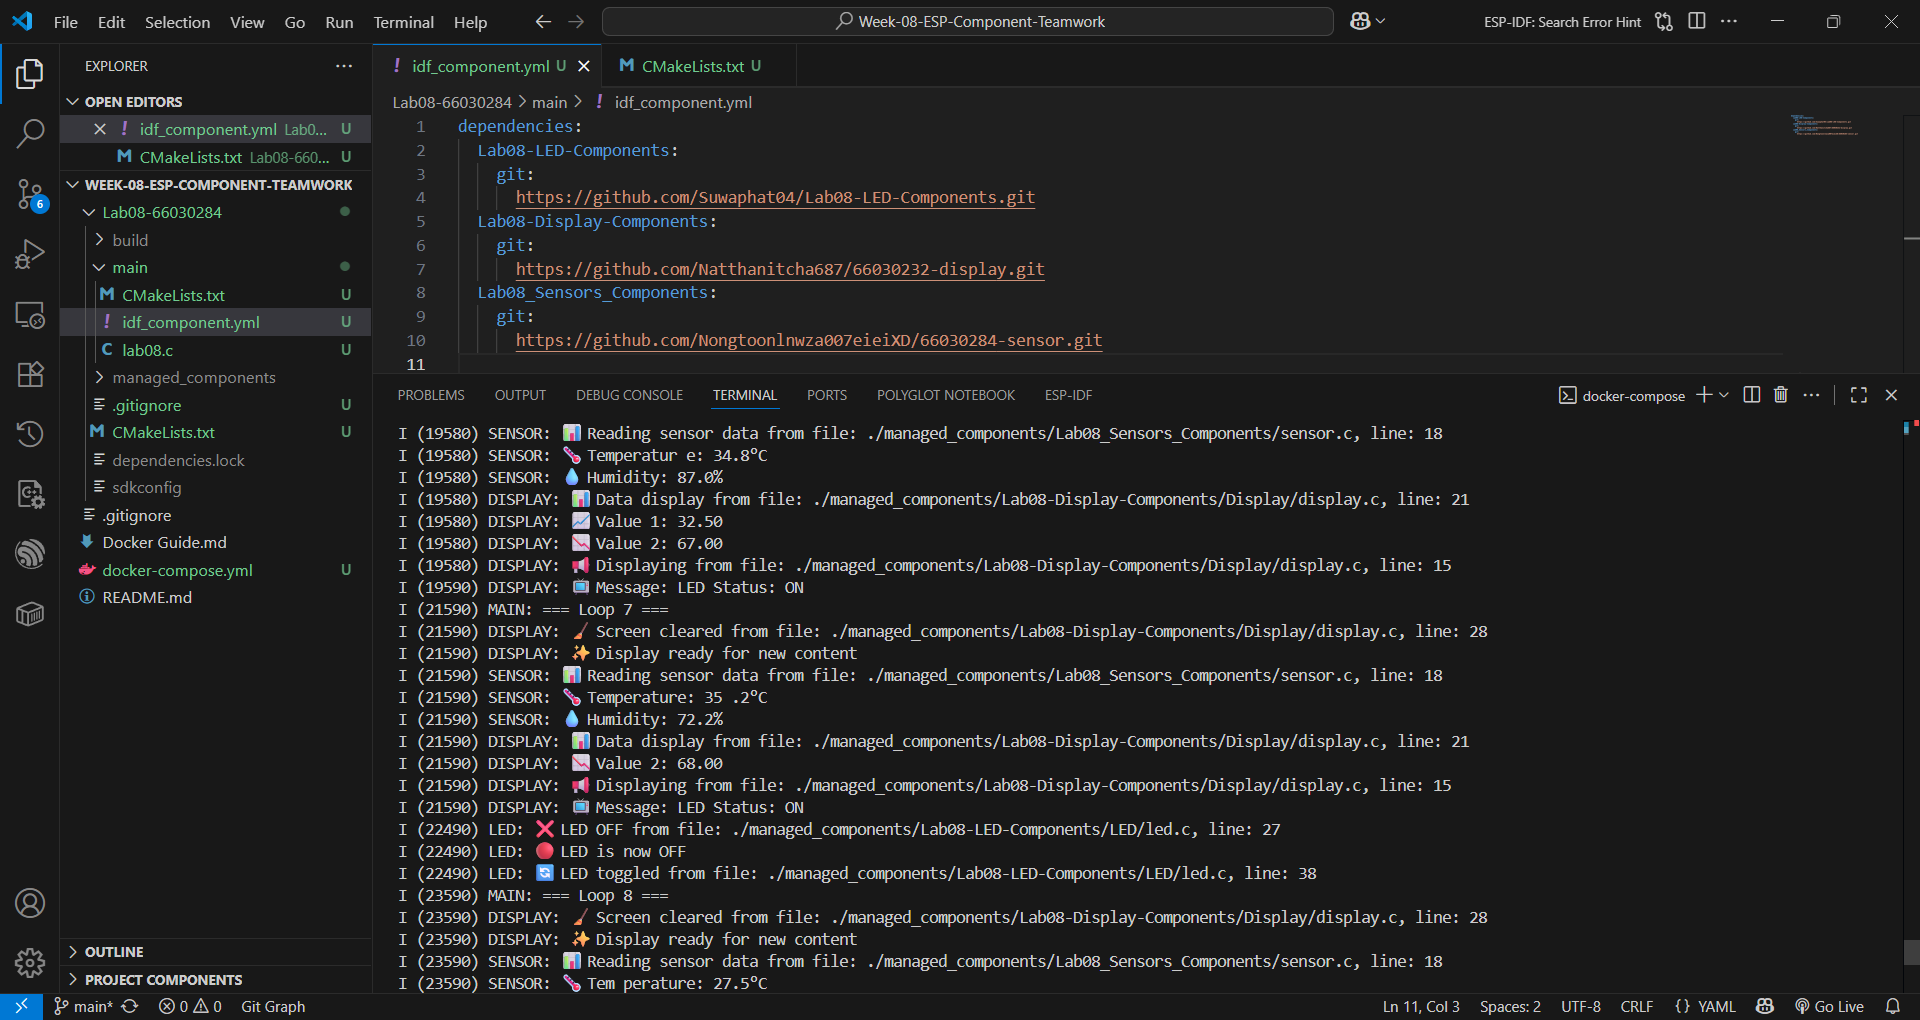 File Edit Selection View Go Run Terminal Help
Week-08-ESP-Component-Teamwork
ESP-IDF: Search Error Hint
EXPLORER
OPEN EDITORS
idf_component.yml Lab0... U
CMakeLists.txt Lab08-660... U
WEEK-08-ESP-COMPONENT-TEAMWORK
Lab08-66030284
build
main
CMakeLists.txt U
idf_component.yml U
lab08.c U
managed_components
.gitignore U
CMakeLists.txt U
dependencies.lock
sdkconfig
.gitignore
Docker Guide.md
docker-compose.yml U
README.md
OUTLINE
PROJECT COMPONENTS
6
idf_component.yml U
CMakeLists.txt U
Lab08-66030284 > main > ! idf_component.yml
1 dependencies:
2 Lab08-LED-Components:
3 git:
4 https://github.com/Suwaphat04/Lab08-LED-Components.git
5 Lab08-Display-Components:
6 git:
7 https://github.com/Natthanitcha687/66030232-display.git
8 Lab08_Sensors_Components:
9 git:
10 https://github.com/Nongtoonlnwza007eieiXD/66030284-sensor.git
11
PROBLEMS OUTPUT DEBUG CONSOLE TERMINAL PORTS POLYGLOT NOTEBOOK ESP-IDF
docker-compose
I (19580) SENSOR: 📊 Reading sensor data from file: ./managed_components/Lab08_Sensors_Components/sensor.c, line: 18
I (19580) SENSOR: 🌡️ Temperatur e: 34.8°C
I (19580) SENSOR: 💧 Humidity: 87.0%
I (19580) DISPLAY: 📊 Data display from file: ./managed_components/Lab08-Display-Components/Display/display.c, line: 21
I (19580) DISPLAY: 📈 Value 1: 32.50
I (19580) DISPLAY: 📉 Value 2: 67.00
I (19580) DISPLAY: 📢 Displaying from file: ./managed_components/Lab08-Display-Components/Display/display.c, line: 15
I (19590) DISPLAY: 📺 Message: LED Status: ON
I (21590) MAIN: === Loop 7 ===
I (21590) DISPLAY: 🧹 Screen cleared from file: ./managed_components/Lab08-Display-Components/Display/display.c, line: 28
I (21590) DISPLAY: ✨ Display ready for new content
I (21590) SENSOR: 📊 Reading sensor data from file: ./managed_components/Lab08_Sensors_Components/sensor.c, line: 18
I (21590) SENSOR: 🌡️ Temperature: 35 .2°C
I (21590) SENSOR: 💧 Humidity: 72.2%
I (21590) DISPLAY: 📊 Data display from file: ./managed_components/Lab08-Display-Components/Display/display.c, line: 21
I (21590) DISPLAY: 📉 Value 2: 68.00
I (21590) DISPLAY: 📢 Displaying from file: ./managed_components/Lab08-Display-Components/Display/display.c, line: 15
I (21590) DISPLAY: 📺 Message: LED Status: ON
I (22490) LED: ❌ LED OFF from file: ./managed_components/Lab08-LED-Components/LED/led.c, line: 27
I (22490) LED: 🔴 LED is now OFF
I (22490) LED: 🔄 LED toggled from file: ./managed_components/Lab08-LED-Components/LED/led.c, line: 38
I (23590) MAIN: === Loop 8 ===
I (23590) DISPLAY: 🧹 Screen cleared from file: ./managed_components/Lab08-Display-Components/Display/display.c, line: 28
I (23590) DISPLAY: ✨ Display ready for new content
I (23590) SENSOR: 📊 Reading sensor data from file: ./managed_components/Lab08_Sensors_Components/sensor.c, line: 18
I (23590) SENSOR: 🌡️ Tem perature: 27.5°C
main* 0 0 Git Graph Ln 11, Col 3 Spaces: 2 UTF-8 CRLF {} YAML Go Live